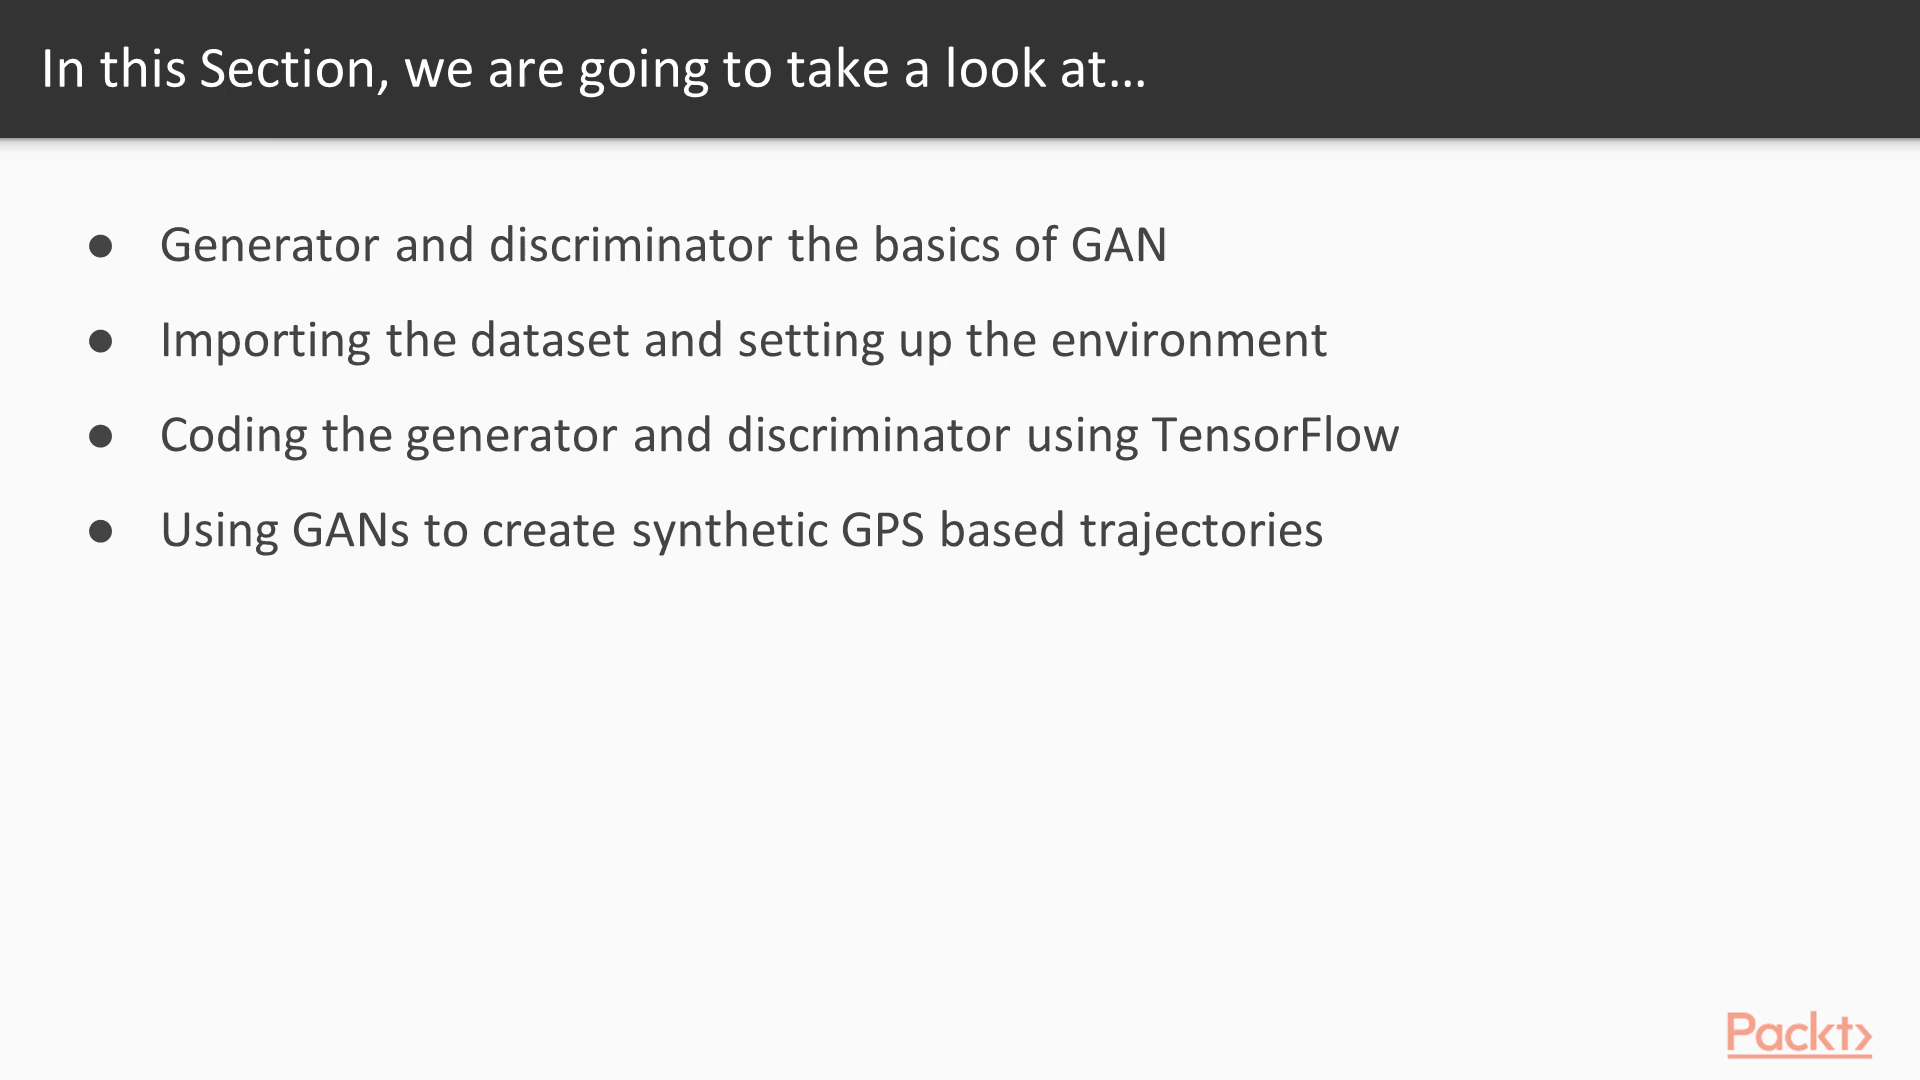 In this Section, we are going to take a look at…
● Generator and discriminator the basics of GAN
● Importing the dataset and setting up the environment
● Coding the generator and discriminator using TensorFlow
● Using GANs to create synthetic GPS based trajectories
Packt>